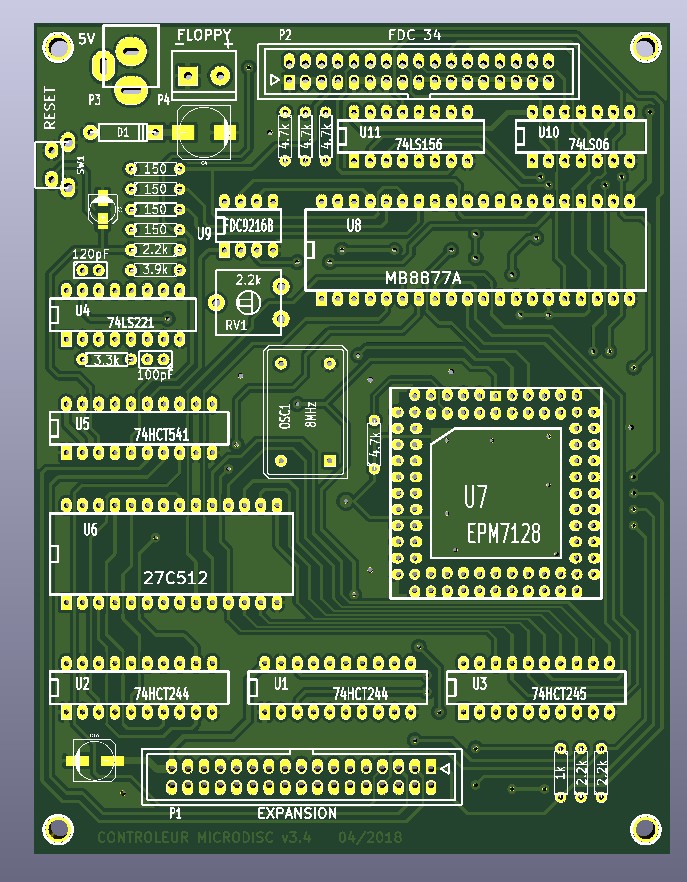 5V
FLOPPY
- +
P2
FDC 34
P3
P4
RESET
SW1
D1
4.7k
4.7k
4.7k
U11
74LS156
U10
74LS06
150
150
150
150
2.2k
3.9k
120pF
U9
FDC9216B
U8
MB8877A
2.2k
RV1
U4
74LS221
3.3k
100pF
OSC1
8MHz
4.7k
U5
74HCT541
U7
EPM7128
U6
27C512
U2
74HCT244
U1
74HCT244
U3
74HCT245
P1
EXPANSION
1k
2.2k
2.2k
CONTROLEUR MICRODISC v3.4 04/2018